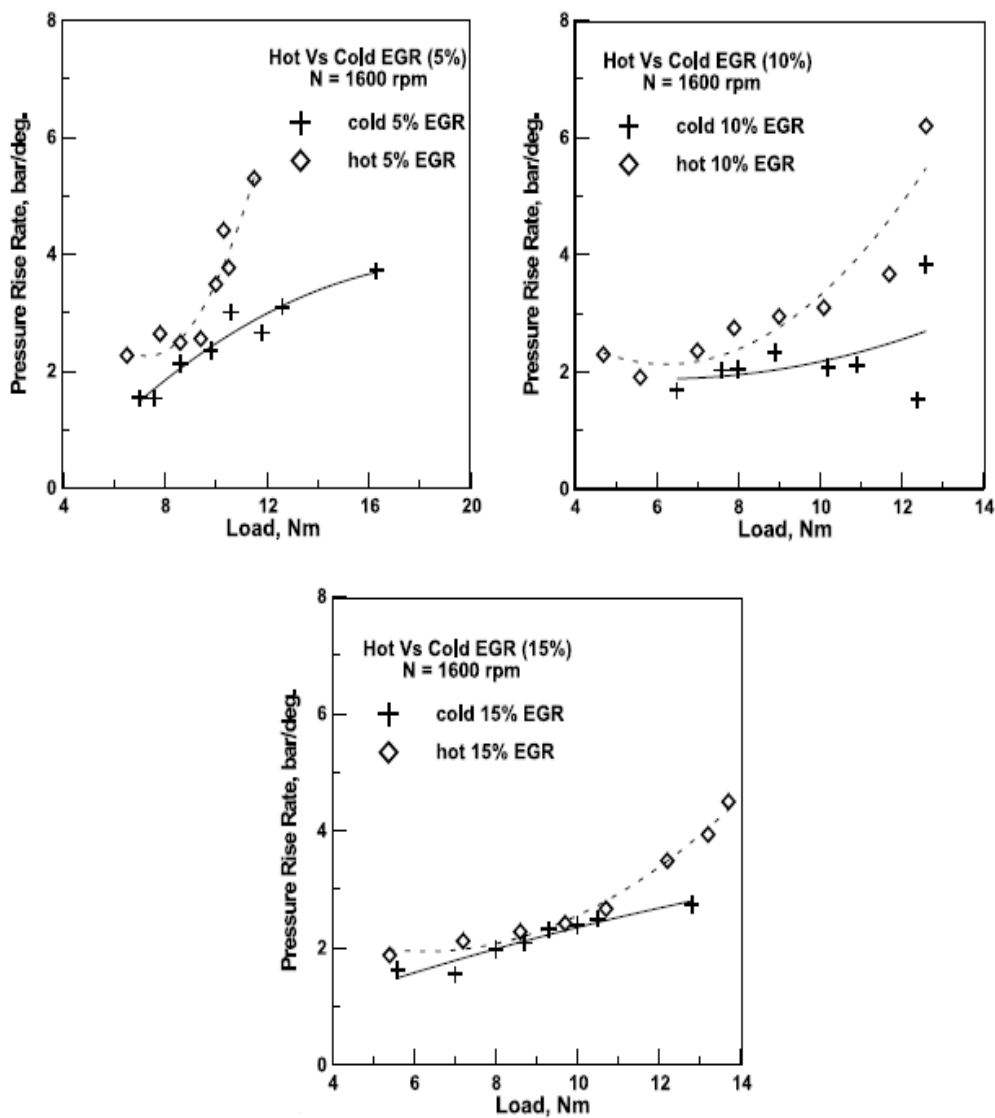 8
6
4
2
0
Pressure Rise Rate, bar/deg.
Hot Vs Cold EGR (5%)
N = 1600 rpm
cold 5% EGR
hot 5% EGR
4 8 12 16 20
Load, Nm
8
6
4
2
0
Pressure Rise Rate, bar/deg.
Hot Vs Cold EGR (10%)
N = 1600 rpm
cold 10% EGR
hot 10% EGR
4 6 8 10 12 14
Load, Nm
8
6
4
2
0
Pressure Rise Rate, bar/deg.
Hot Vs Cold EGR (15%)
N = 1600 rpm
cold 15% EGR
hot 15% EGR
4 6 8 10 12 14
Load, Nm